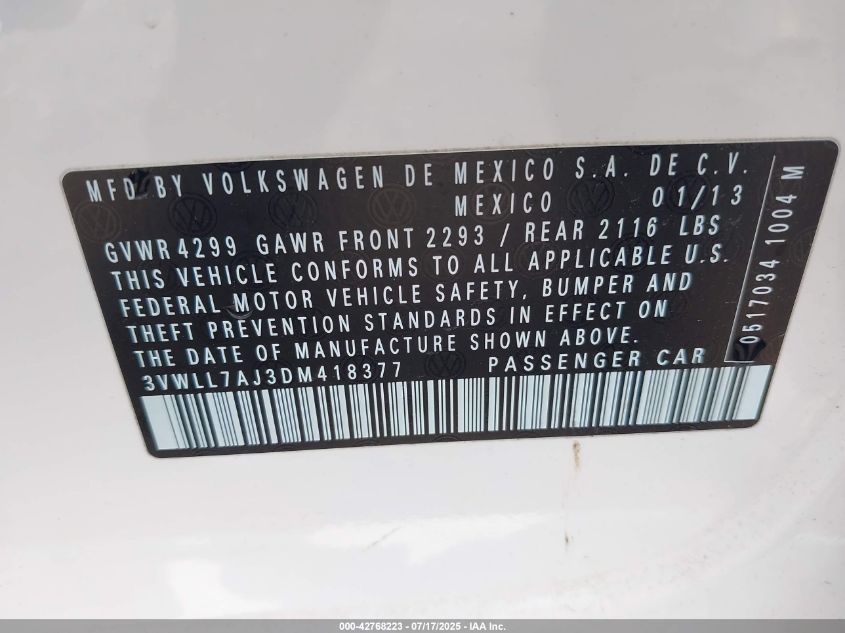 MFD BY VOLKSWAGEN DE MEXICO S.A. DE C.V.
MEXICO 01/13
GVWR 4299 GAWR FRONT 2293 / REAR 2116 LBS
THIS VEHICLE CONFORMS TO ALL APPLICABLE U.S.
FEDERAL MOTOR VEHICLE SAFETY, BUMPER AND
THEFT PREVENTION STANDARDS IN EFFECT ON
THE DATE OF MANUFACTURE SHOWN ABOVE.
3VWLL7AJ3DM418377 PASSENGER CAR
0517034 1004 M
000-42768223 - 07/17/2025 - IAA Inc.